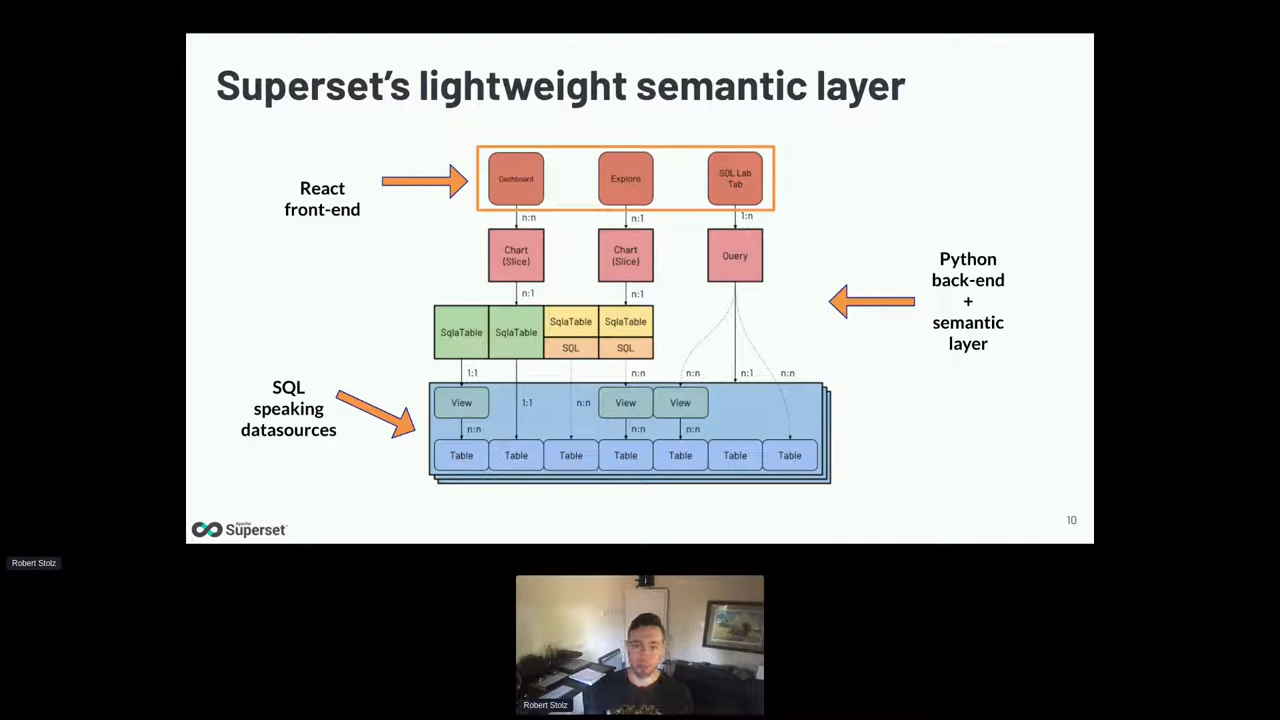 Superset's lightweight semantic layer
React
front-end
Dashboard
Explore
SQL Lab
Tab
n:n
n:1
1:n
Chart
(Slice)
Chart
(Slice)
Query
Python
back-end
+
semantic
layer
n:1
n:1
SqlaTable
SqlaTable
SqlaTable
SqlaTable
SQL
SQL
1:1
n:n
n:n
n:1
n:n
SQL
speaking
datasources
View
1:1
n:n
View
View
n:n
n:n
n:n
Table
Table
Table
Table
Table
Table
Table
Apache
Superset
10
Robert Stolz
Robert Stolz